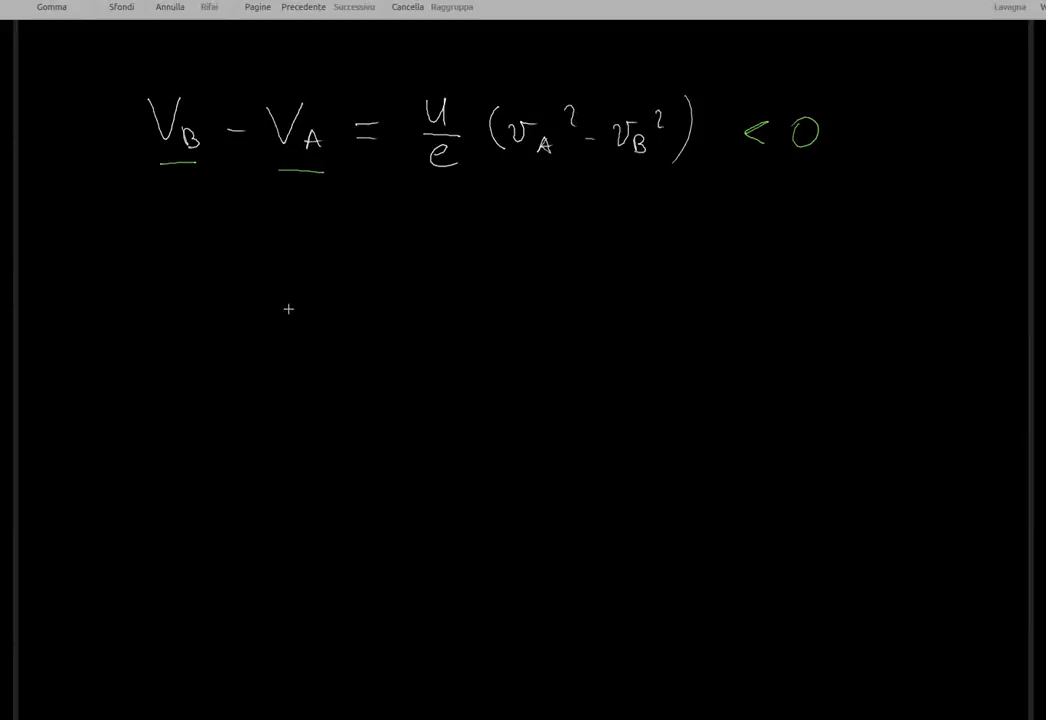 Gomma Sfondi Annulla Rifai Pagine Precedente Successivo Cancella Raggruppa Lavagna
V_B - V_A = u/e (v_A² - v_B²) < 0